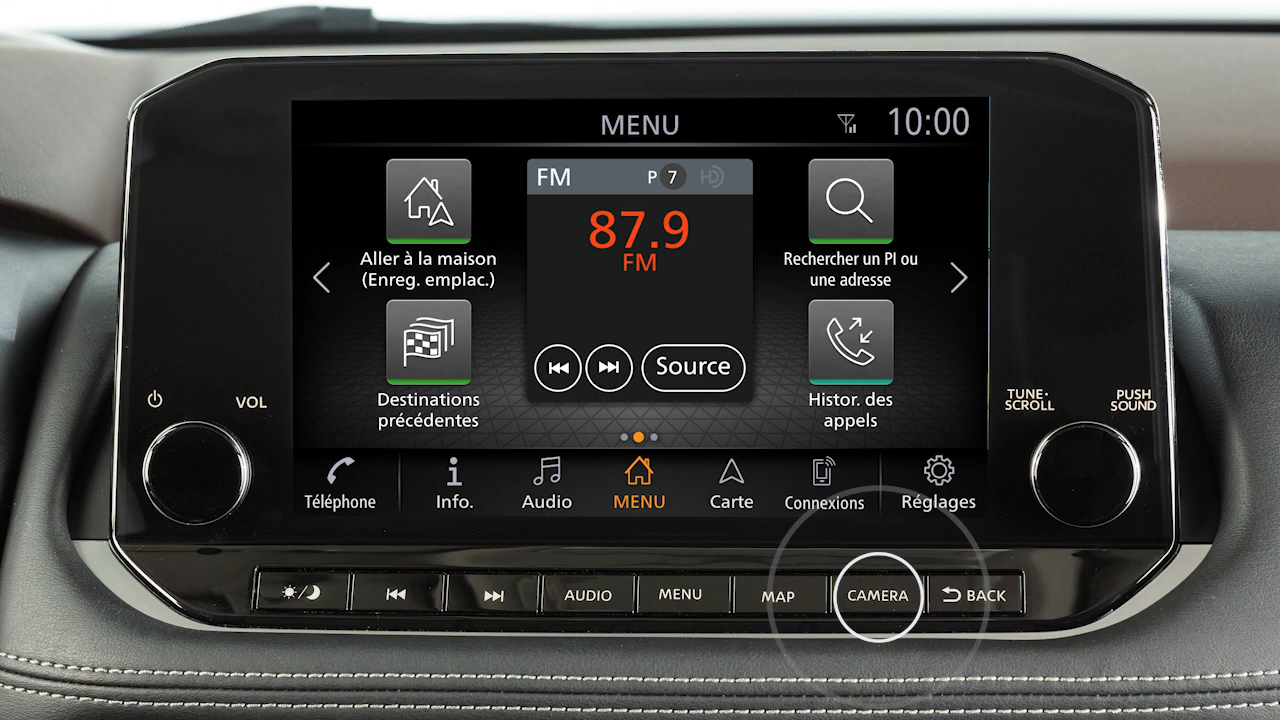 MENU
10:00
FM
P 7 HD
87.9
FM
Source
Aller à la maison
(Enreg. emplac.)
Destinations
précédentes
Rechercher un PI ou
une adresse
Histor. des
appels
Téléphone
Info.
Audio
MENU
Carte
Connexions
Réglages
VOL
TUNE·
SCROLL
PUSH
SOUND
AUDIO
MENU
MAP
CAMERA
BACK